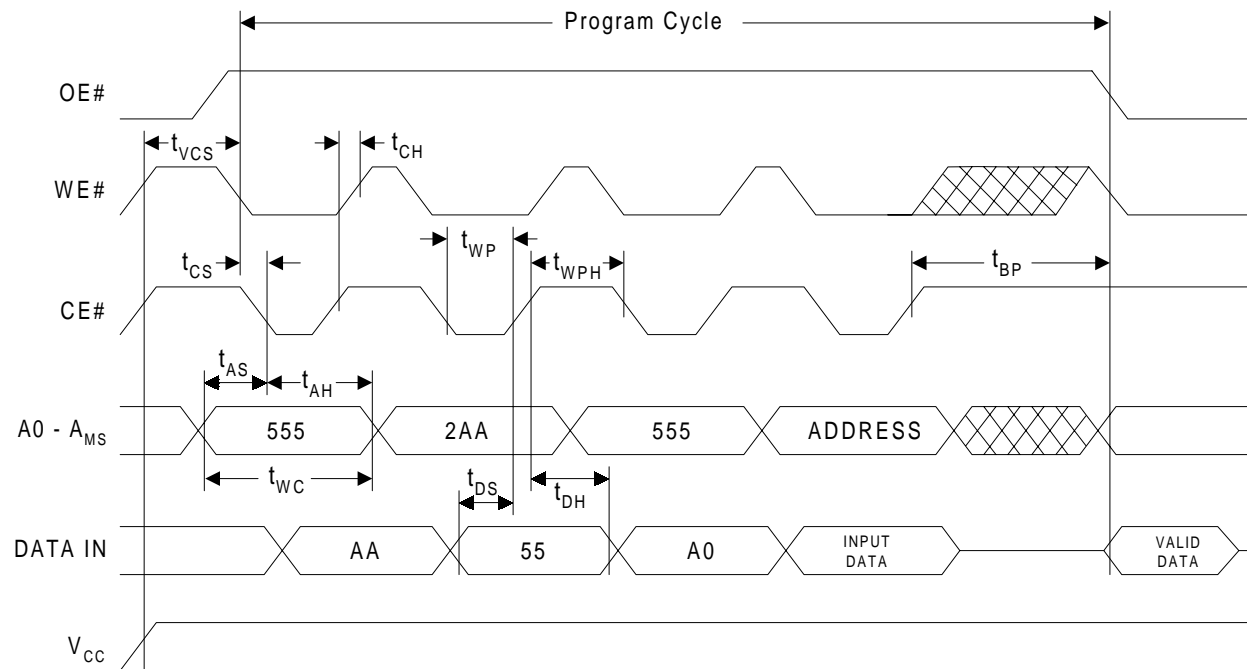 Program Cycle
OE#
tVCS
tCH
WE#
tWP
tCS
tWPH
tBP
CE#
tAS
tAH
A0 - AMS
555
2AA
555
ADDRESS
tWC
tDS
tDH
DATA IN
AA
55
A0
INPUT
DATA
VALID
DATA
VCC